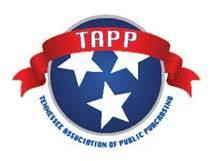 TAPP
TENNESSEE ASSOCIATION OF PUBLIC PURCHASING